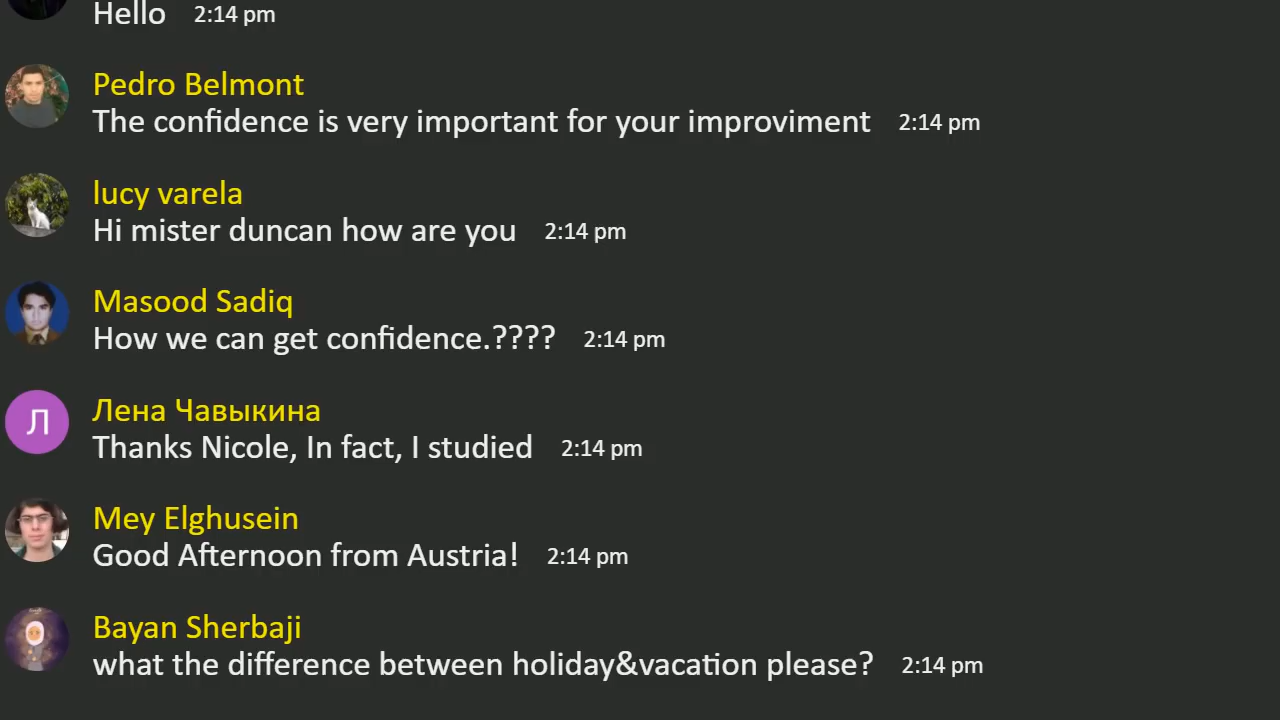 Hello 2:14 pm
Pedro Belmont
The confidence is very important for your improviment 2:14 pm
lucy varela
Hi mister duncan how are you 2:14 pm
Masood Sadiq
How we can get confidence.???? 2:14 pm
Л
Лена Чавыкина
Thanks Nicole, In fact, I studied 2:14 pm
Mey Elghusein
Good Afternoon from Austria! 2:14 pm
Bayan Sherbaji
what the difference between holiday&vacation please? 2:14 pm